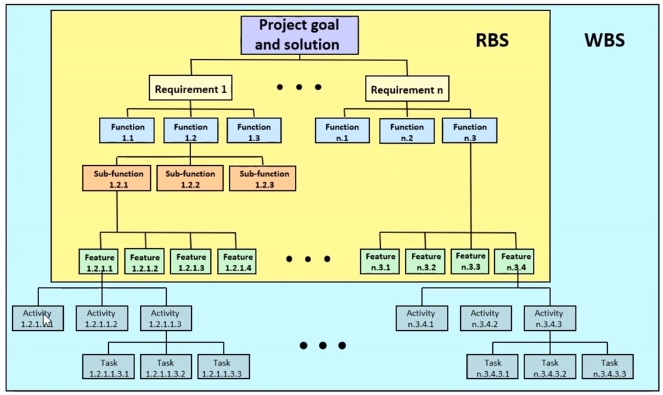 Project goal
and solution
RBS
WBS
Requirement 1
Requirement n
Function
1.1
Function
1.2
Function
1.3
Function
n.1
Function
n.2
Function
n.3
Sub-function
1.2.1
Sub-function
1.2.2
Sub-function
1.2.3
Feature
1.2.1.1
Feature
1.2.1.2
Feature
1.2.1.3
Feature
1.2.1.4
Feature
n.3.1
Feature
n.3.2
Feature
n.3.3
Feature
n.3.4
Activity
Activity
1.2.1.1.2
Activity
1.2.1.1.3
Activity
n.3.4.1
Activity
n.3.4.2
Activity
n.3.4.3
Task
1.2.1.1.3.1
Task
1.2.1.1.3.2
Task
1.2.1.1.3.3
Task
n.3.4.3.1
Task
n.3.4.3.2
Task
n.3.4.3.3